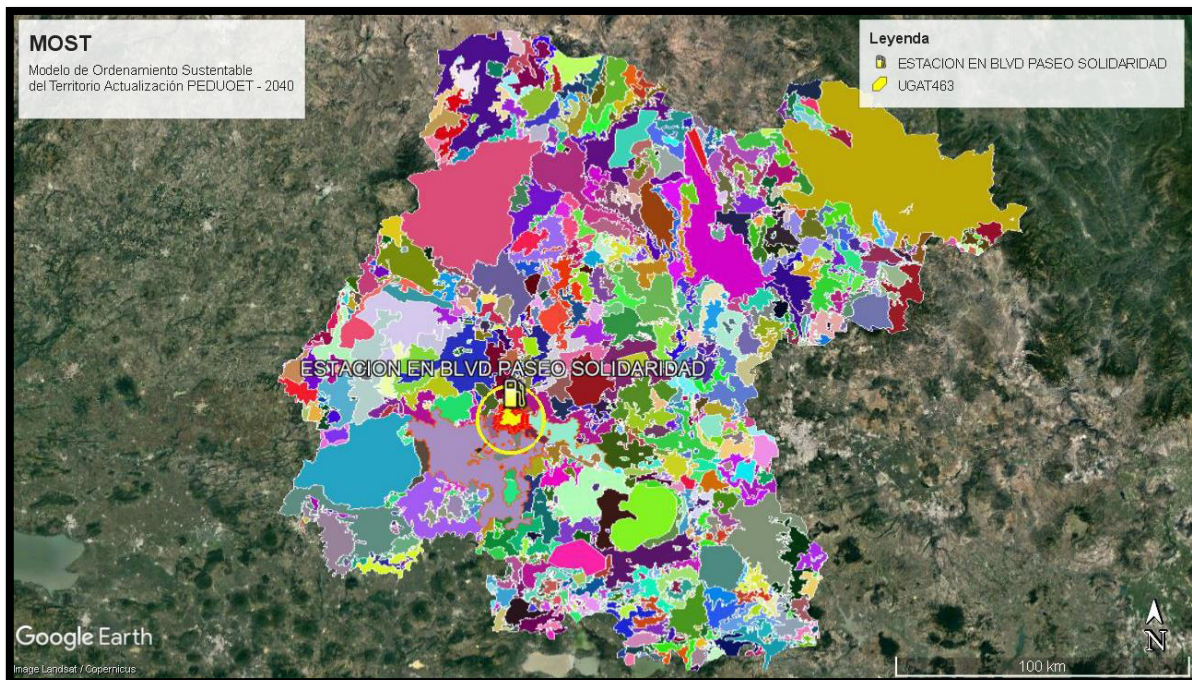 MOST
Modelo de Ordenamiento Sustentable
del Territorio Actualización PEDUOET - 2040
Leyenda
ESTACION EN BLVD PASEO SOLIDARIDAD
UGAT463
ESTACION EN BLVD PASEO SOLIDARIDAD
Google Earth
Image Landsat / Copernicus
N
100 km